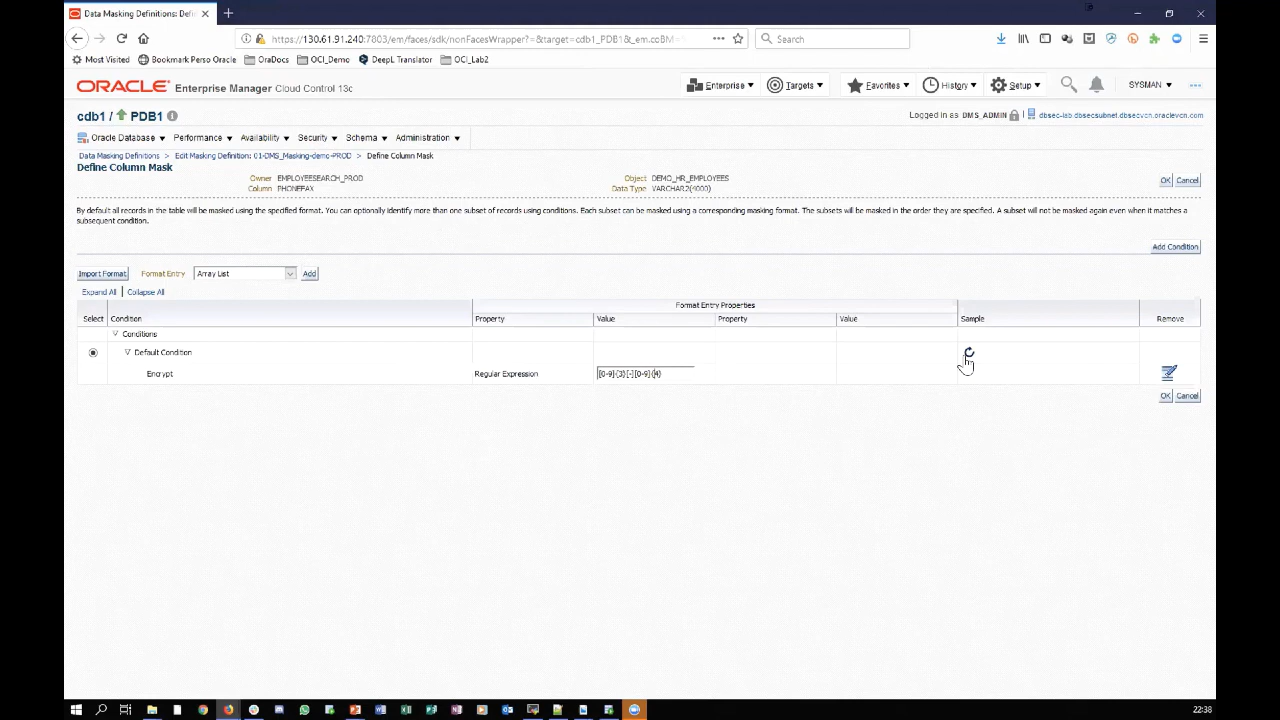 Data Masking Definitions: Defin
https://130.61.91.240:7803/em/faces/sdk/nonFacesWrapper?=&target=cdb1_PDB1&_em.coBM=
Search
Most Visited Bookmark Perso Oracle OraDocs OCI_Demo DeepL Translator OCI_Lab2
ORACLE Enterprise Manager Cloud Control 13c Enterprise Targets Favorites History Setup SYSMAN
cdb1 / PDB1 Logged in as DMS_ADMIN dbsec-lab.dbsecsubnet.dbsecvcn.oraclevcn.com
Oracle Database Performance Availability Security Schema Administration
Data Masking Definitions > Edit Masking Definition: 01-DMS_Masking-demo-PROD > Define Column Mask
Define Column Mask
Owner EMPLOYEESEARCH_PROD Object DEMO_HR_EMPLOYEES
Column PHONEFAX Data Type VARCHAR2(4000)
OK Cancel
By default all records in the table will be masked using the specified format. You can optionally identify more than one subset of records using conditions. Each subset can be masked using a corresponding masking format. The subsets will be masked in the order they are specified. A subset will not be masked again even when it matches a
subsequent condition.
Add Condition
Import Format Format Entry Array List Add
Expand All | Collapse All
Format Entry Properties
Select Condition Property Value Property Value Sample Remove
Conditions
Default Condition
Encrypt Regular Expression [0-9]{3}[-][0-9]{4}
OK Cancel
22:38